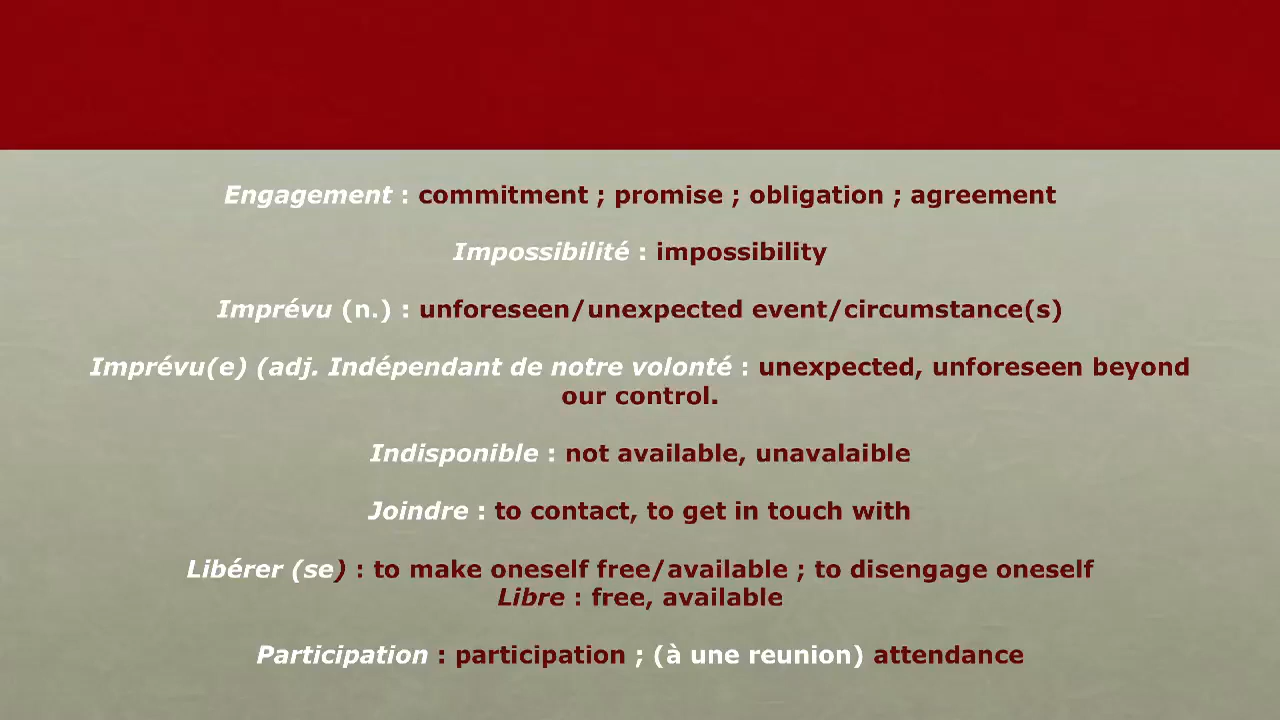 Engagement : commitment ; promise ; obligation ; agreement
Impossibilité : impossibility
Imprévu (n.) : unforeseen/unexpected event/circumstance(s)
Imprévu(e) (adj. Indépendant de notre volonté : unexpected, unforeseen beyond
our control.
Indisponible : not available, unavalaible
Joindre : to contact, to get in touch with
Libérer (se) : to make oneself free/available ; to disengage oneself
Libre : free, available
Participation : participation ; (à une reunion) attendance